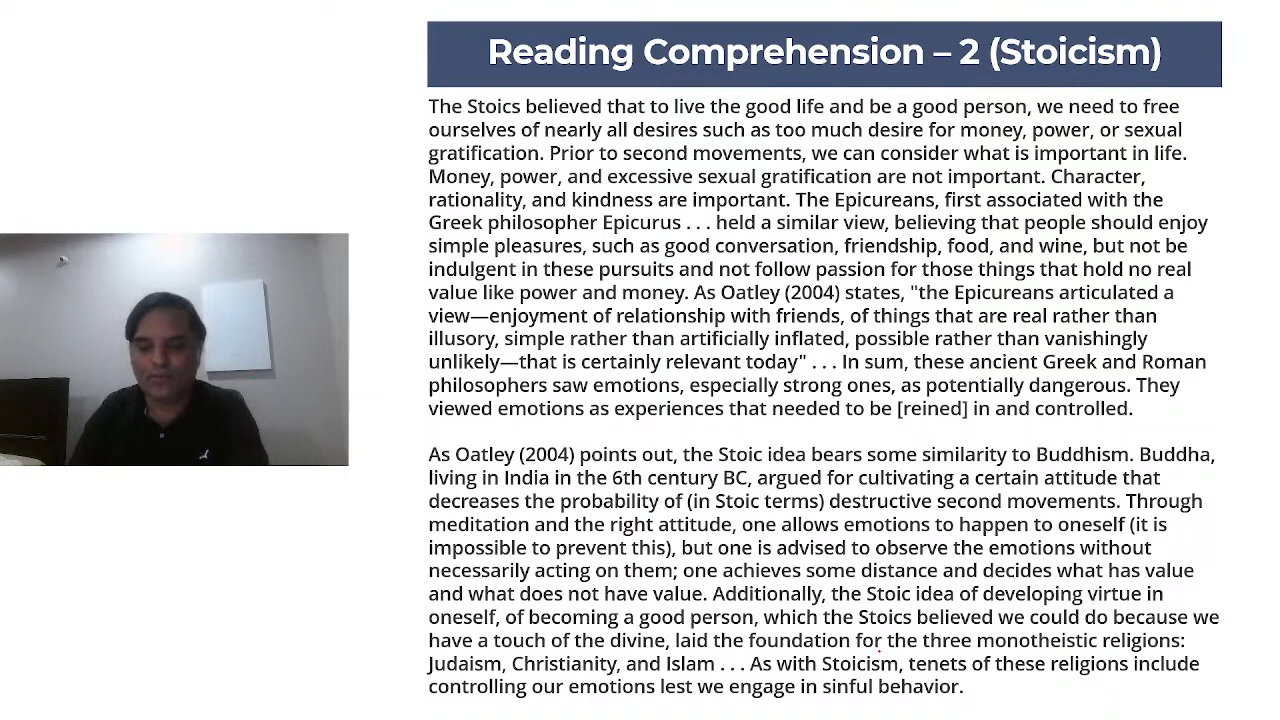 Reading Comprehension – 2 (Stoicism)
The Stoics believed that to live the good life and be a good person, we need to free
ourselves of nearly all desires such as too much desire for money, power, or sexual
gratification. Prior to second movements, we can consider what is important in life.
Money, power, and excessive sexual gratification are not important. Character,
rationality, and kindness are important. The Epicureans, first associated with the
Greek philosopher Epicurus . . . held a similar view, believing that people should enjoy
simple pleasures, such as good conversation, friendship, food, and wine, but not be
indulgent in these pursuits and not follow passion for those things that hold no real
value like power and money. As Oatley (2004) states, "the Epicureans articulated a
view—enjoyment of relationship with friends, of things that are real rather than
illusory, simple rather than artificially inflated, possible rather than vanishingly
unlikely—that is certainly relevant today" . . . In sum, these ancient Greek and Roman
philosophers saw emotions, especially strong ones, as potentially dangerous. They
viewed emotions as experiences that needed to be [reined] in and controlled.
As Oatley (2004) points out, the Stoic idea bears some similarity to Buddhism. Buddha,
living in India in the 6th century BC, argued for cultivating a certain attitude that
decreases the probability of (in Stoic terms) destructive second movements. Through
meditation and the right attitude, one allows emotions to happen to oneself (it is
impossible to prevent this), but one is advised to observe the emotions without
necessarily acting on them; one achieves some distance and decides what has value
and what does not have value. Additionally, the Stoic idea of developing virtue in
oneself, of becoming a good person, which the Stoics believed we could do because we
have a touch of the divine, laid the foundation for the three monotheistic religions:
Judaism, Christianity, and Islam . . . As with Stoicism, tenets of these religions include
controlling our emotions lest we engage in sinful behavior.